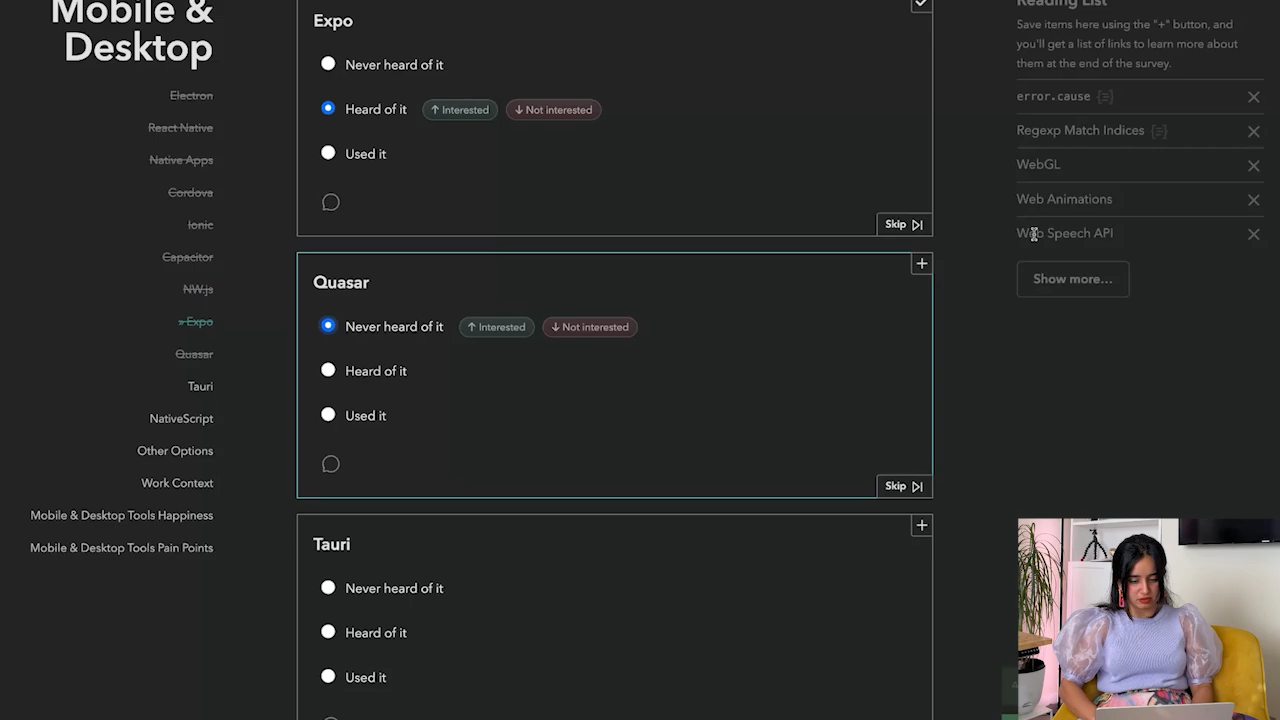 Mobile &
Desktop
Electron
React Native
Native Apps
Cordova
Ionic
Capacitor
NW.js
» Expo
Quasar
Tauri
NativeScript
Other Options
Work Context
Mobile & Desktop Tools Happiness
Mobile & Desktop Tools Pain Points
Expo
Never heard of it
Heard of it ↑ Interested ↓ Not interested
Used it
Skip
Quasar
Never heard of it ↑ Interested ↓ Not interested
Heard of it
Used it
Skip
Tauri
Never heard of it
Heard of it
Used it
Reading List
Save items here using the "+" button, and
you'll get a list of links to learn more about
them at the end of the survey.
error.cause
Regexp Match Indices
WebGL
Web Animations
Web Speech API
Show more...